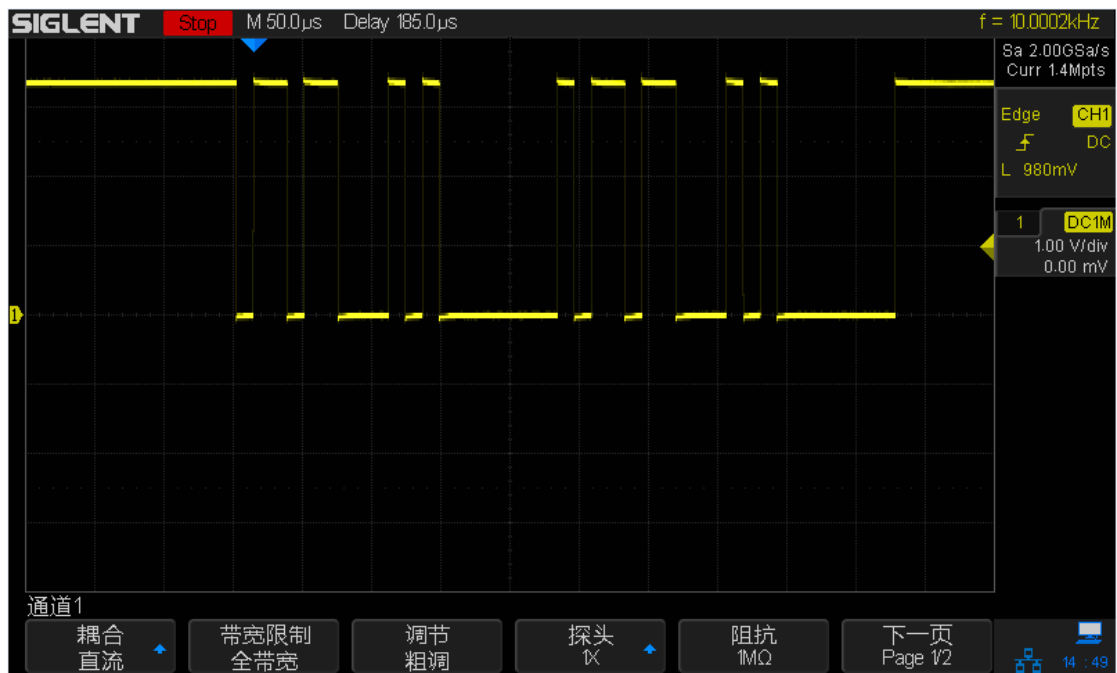 SIGLENT Stop M 50.0μs Delay 185.0μs f = 10.0002kHz
Sa 2.00GSa/s
Curr 1.4Mpts
Edge CH1
DC
L 980mV
1 DC1M
1.00 V/div
0.00 mV
1
通道1
耦合 带宽限制 调节 探头 阻抗 下一页
直流 全带宽 粗调 1X 1MΩ Page 1/2
14 : 49